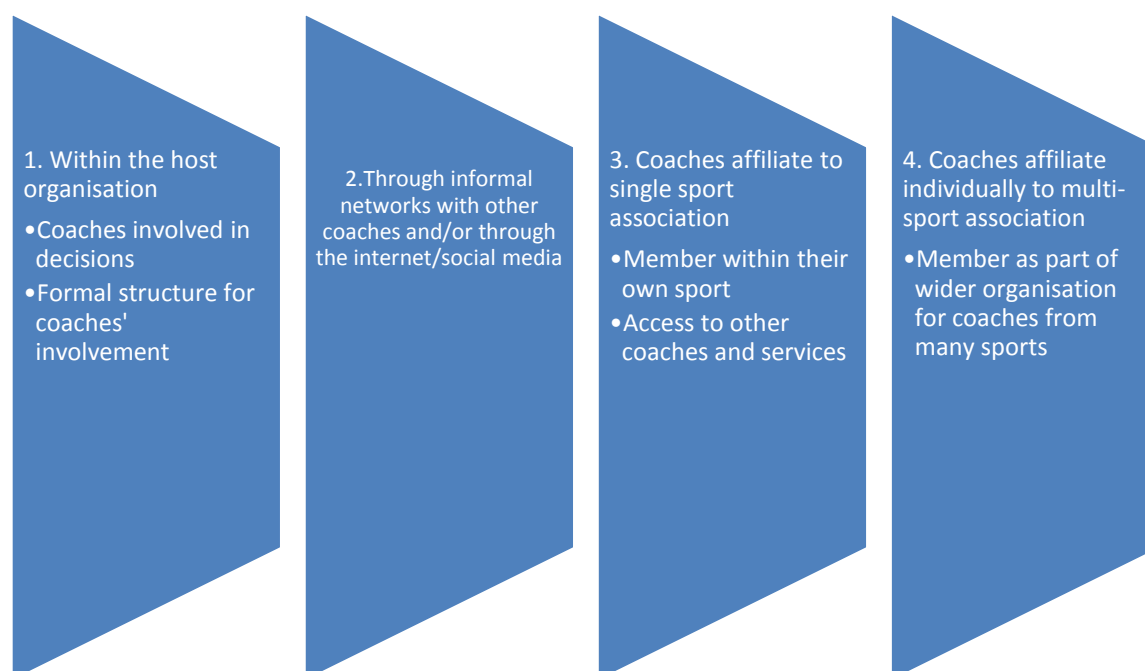 1. Within the host
organisation
•Coaches involved in
decisions
•Formal structure for
coaches'
involvement
2.Through informal
networks with other
coaches and/or through
the internet/social media
3. Coaches affiliate to
single sport
association
•Member within their
own sport
•Access to other
coaches and services
4. Coaches affiliate
individually to multi-
sport association
•Member as part of
wider organisation
for coaches from
many sports